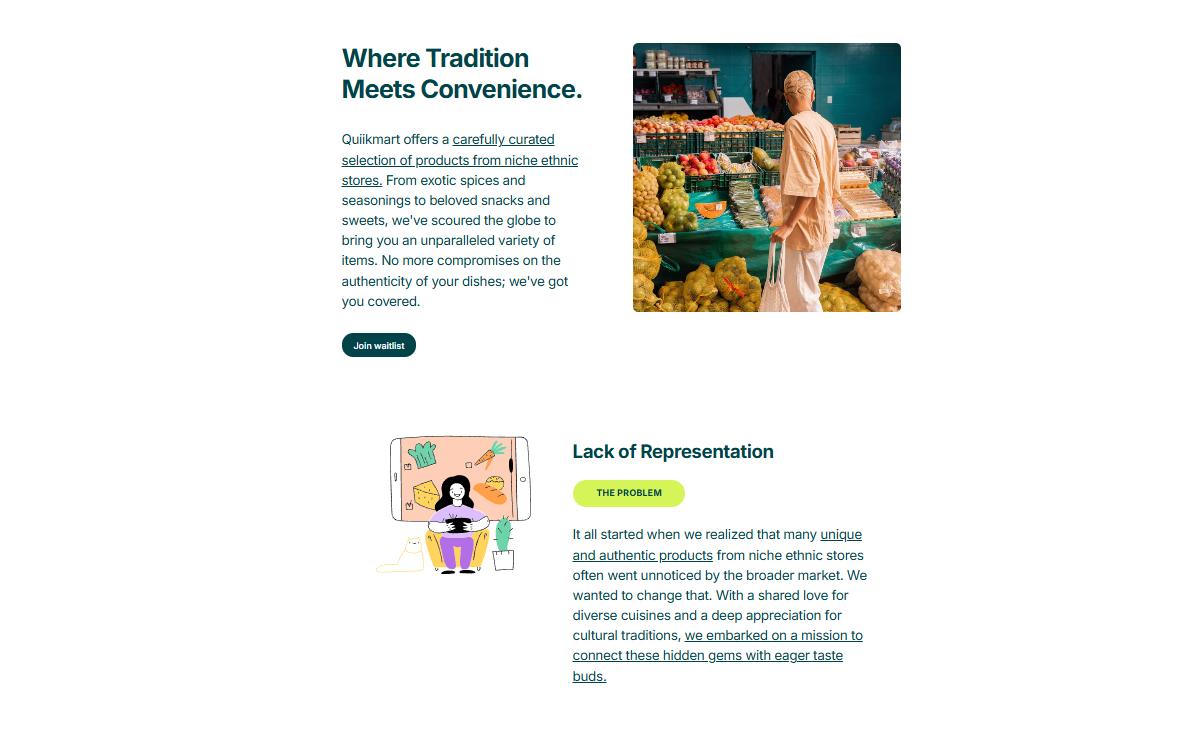 Where Tradition
Meets Convenience.
Quiikmart offers a carefully curated
selection of products from niche ethnic
stores. From exotic spices and
seasonings to beloved snacks and
sweets, we've scoured the globe to
bring you an unparalleled variety of
items. No more compromises on the
authenticity of your dishes; we've got
you covered.
Join waitlist
Lack of Representation
THE PROBLEM
It all started when we realized that many unique
and authentic products from niche ethnic stores
often went unnoticed by the broader market. We
wanted to change that. With a shared love for
diverse cuisines and a deep appreciation for
cultural traditions, we embarked on a mission to
connect these hidden gems with eager taste
buds.